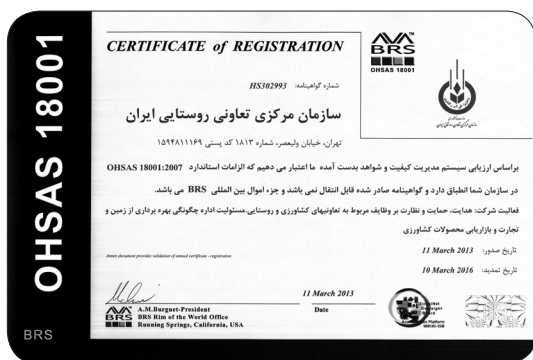 OHSAS 18001
BRS
CERTIFICATE of REGISTRATION
BRS
OHSAS 18001
شماره گواهینامه: HS302993
سازمان مرکزی تعاونی روستایی ایران
تهران، خیابان ولیعصر، شماره ۱۸۱۳ کد پستی ۱۵۹۴۸۱۱۱۶۹
براساس ارزیابی سیستم مدیریت کیفیت و شواهد بدست آمده ما اعتبار می دهیم که الزامات استاندارد OHSAS 18001:2007
در سازمان شما انطباق دارد و گواهینامه صادر شده قابل انتقال نمی باشد و جزء اموال بین المللی BRS می باشد.
فعالیت شرکت: هدایت، حمایت و نظارت بر وظایف مربوط به تعاونیهای کشاورزی و روستایی.مسئولیت اداره چگونگی بهره برداری از زمین و
تجارت و بازاریابی محصولات کشاورزی
تاریخ صدور: 11 March 2013
Annex document provides validation of annual certificate - registration
تاریخ تمدید: 10 March 2016
11 March 2013
A.M.Burguet-President
Date
BRS Rim of the World Office
BRS
Running Springs, California, USA